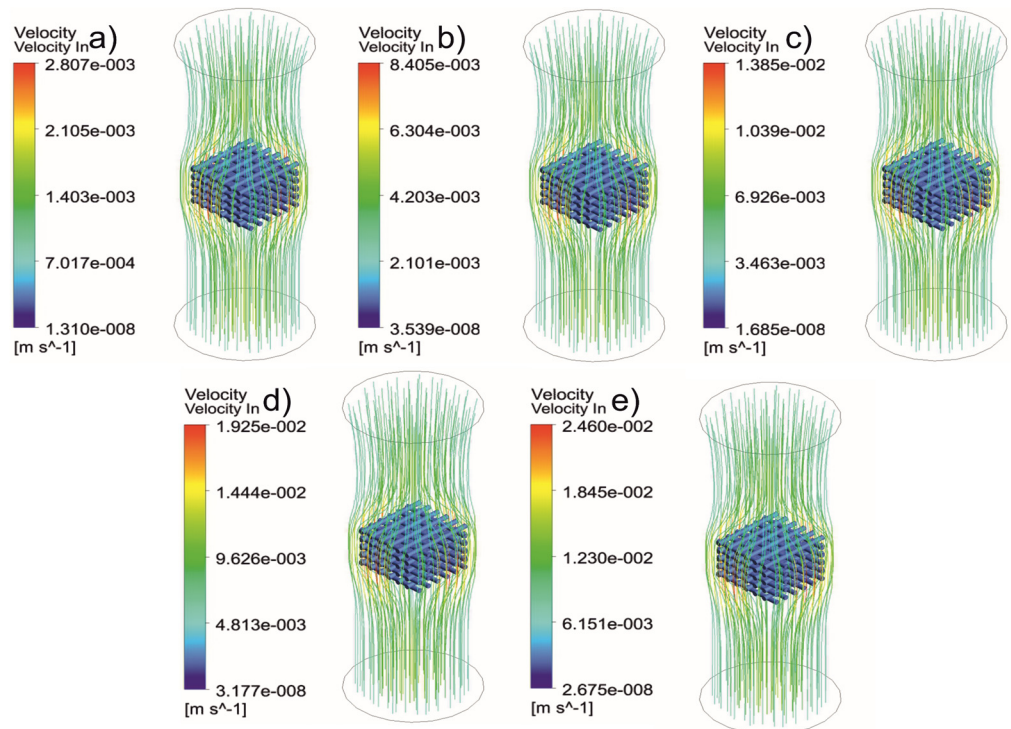 Velocity
Velocity In
a)
2.807e-003
2.105e-003
1.403e-003
7.017e-004
1.310e-008
[m s^-1]
Velocity
Velocity In
b)
8.405e-003
6.304e-003
4.203e-003
2.101e-003
3.539e-008
[m s^-1]
Velocity
Velocity In
c)
1.385e-002
1.039e-002
6.926e-003
3.463e-003
1.685e-008
[m s^-1]
Velocity
Velocity In
d)
1.925e-002
1.444e-002
9.626e-003
4.813e-003
3.177e-008
[m s^-1]
Velocity
Velocity In
e)
2.460e-002
1.845e-002
1.230e-002
6.151e-003
2.675e-008
[m s^-1]